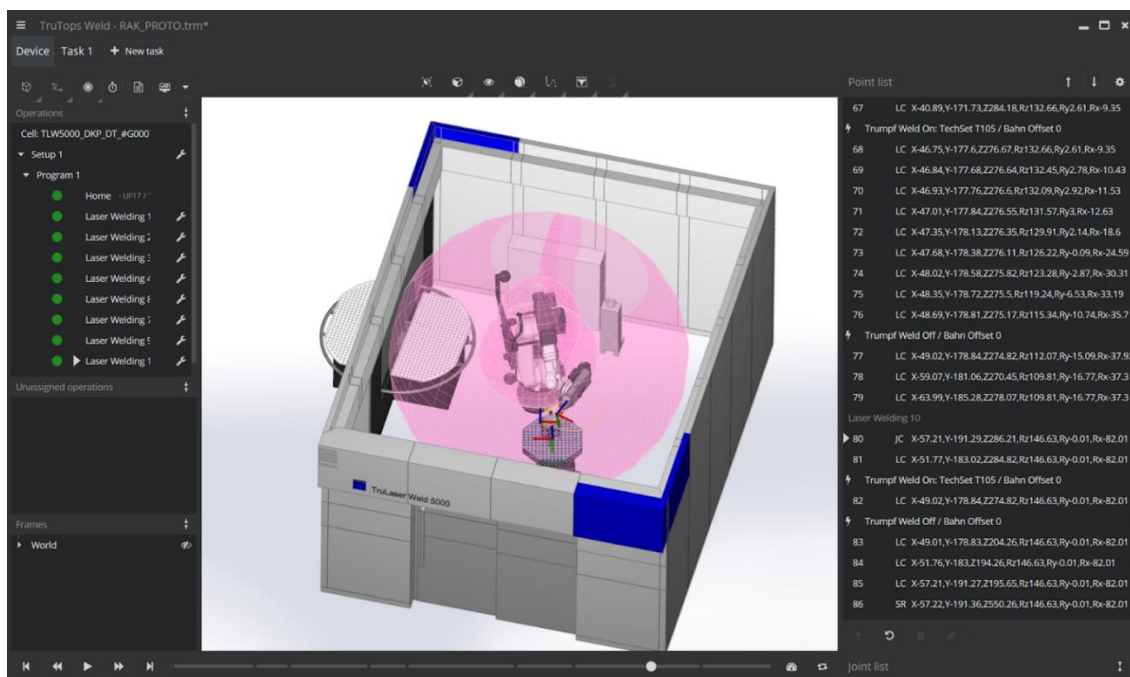 TruTops Weld - RAK_PROTO.trm*
Device Task 1 + New task
Operations
Cell: TLW5000_DKP_DT_#G000
Setup 1
Program 1
Home - UF17 /
Laser Welding 1
Laser Welding
Laser Welding
Laser Welding
Laser Welding
Laser Welding
Laser Welding
Laser Welding 1
Unassigned operations
Frames
World
TruLaser Weld 5000
Point list
67 LC X-40.89,Y-171.73,Z284.18,Rz132.66,Ry2.61,Rx-9.35
Trumpf Weld On: TechSet T105 / Bahn Offset 0
68 LC X-46.75,Y-177.6,Z276.67,Rz132.66,Ry2.61,Rx-9.35
69 LC X-46.84,Y-177.68,Z276.64,Rz132.45,Ry2.78,Rx-10.43
70 LC X-46.93,Y-177.76,Z276.6,Rz132.09,Ry2.92,Rx-11.53
71 LC X-47.01,Y-177.84,Z276.55,Rz131.57,Ry3,Rx-12.63
72 LC X-47.35,Y-178.13,Z276.35,Rz129.91,Ry2.14,Rx-18.6
73 LC X-47.68,Y-178.38,Z276.11,Rz126.22,Ry-0.09,Rx-24.59
74 LC X-48.02,Y-178.58,Z275.82,Rz123.28,Ry-2.87,Rx-30.31
75 LC X-48.35,Y-178.72,Z275.5,Rz119.24,Ry-6.53,Rx-33.19
76 LC X-48.69,Y-178.81,Z275.17,Rz115.34,Ry-10.74,Rx-35.7
Trumpf Weld Off / Bahn Offset 0
77 LC X-49.02,Y-178.84,Z274.82,Rz112.07,Ry-15.09,Rx-37.9
78 LC X-59.07,Y-181.06,Z270.45,Rz109.81,Ry-16.77,Rx-37.3
79 LC X-63.99,Y-185.28,Z278.07,Rz109.81,Ry-16.77,Rx-37.3
Laser Welding 10
80 JC X-57.21,Y-191.29,Z286.21,Rz146.63,Ry-0.01,Rx-82.01
81 LC X-51.77,Y-183.02,Z284.82,Rz146.63,Ry-0.01,Rx-82.01
Trumpf Weld On: TechSet T105 / Bahn Offset 0
82 LC X-49.02,Y-178.84,Z274.82,Rz146.63,Ry-0.01,Rx-82.01
Trumpf Weld Off / Bahn Offset 0
83 LC X-49.01,Y-178.83,Z204.26,Rz146.63,Ry-0.01,Rx-82.01
84 LC X-51.76,Y-183,Z194.26,Rz146.63,Ry-0.01,Rx-82.01
85 LC X-57.21,Y-191.27,Z195.65,Rz146.63,Ry-0.01,Rx-82.01
86 SR X-57.22,Y-191.36,Z550.26,Rz146.63,Ry-0.01,Rx-82.01
Joint list